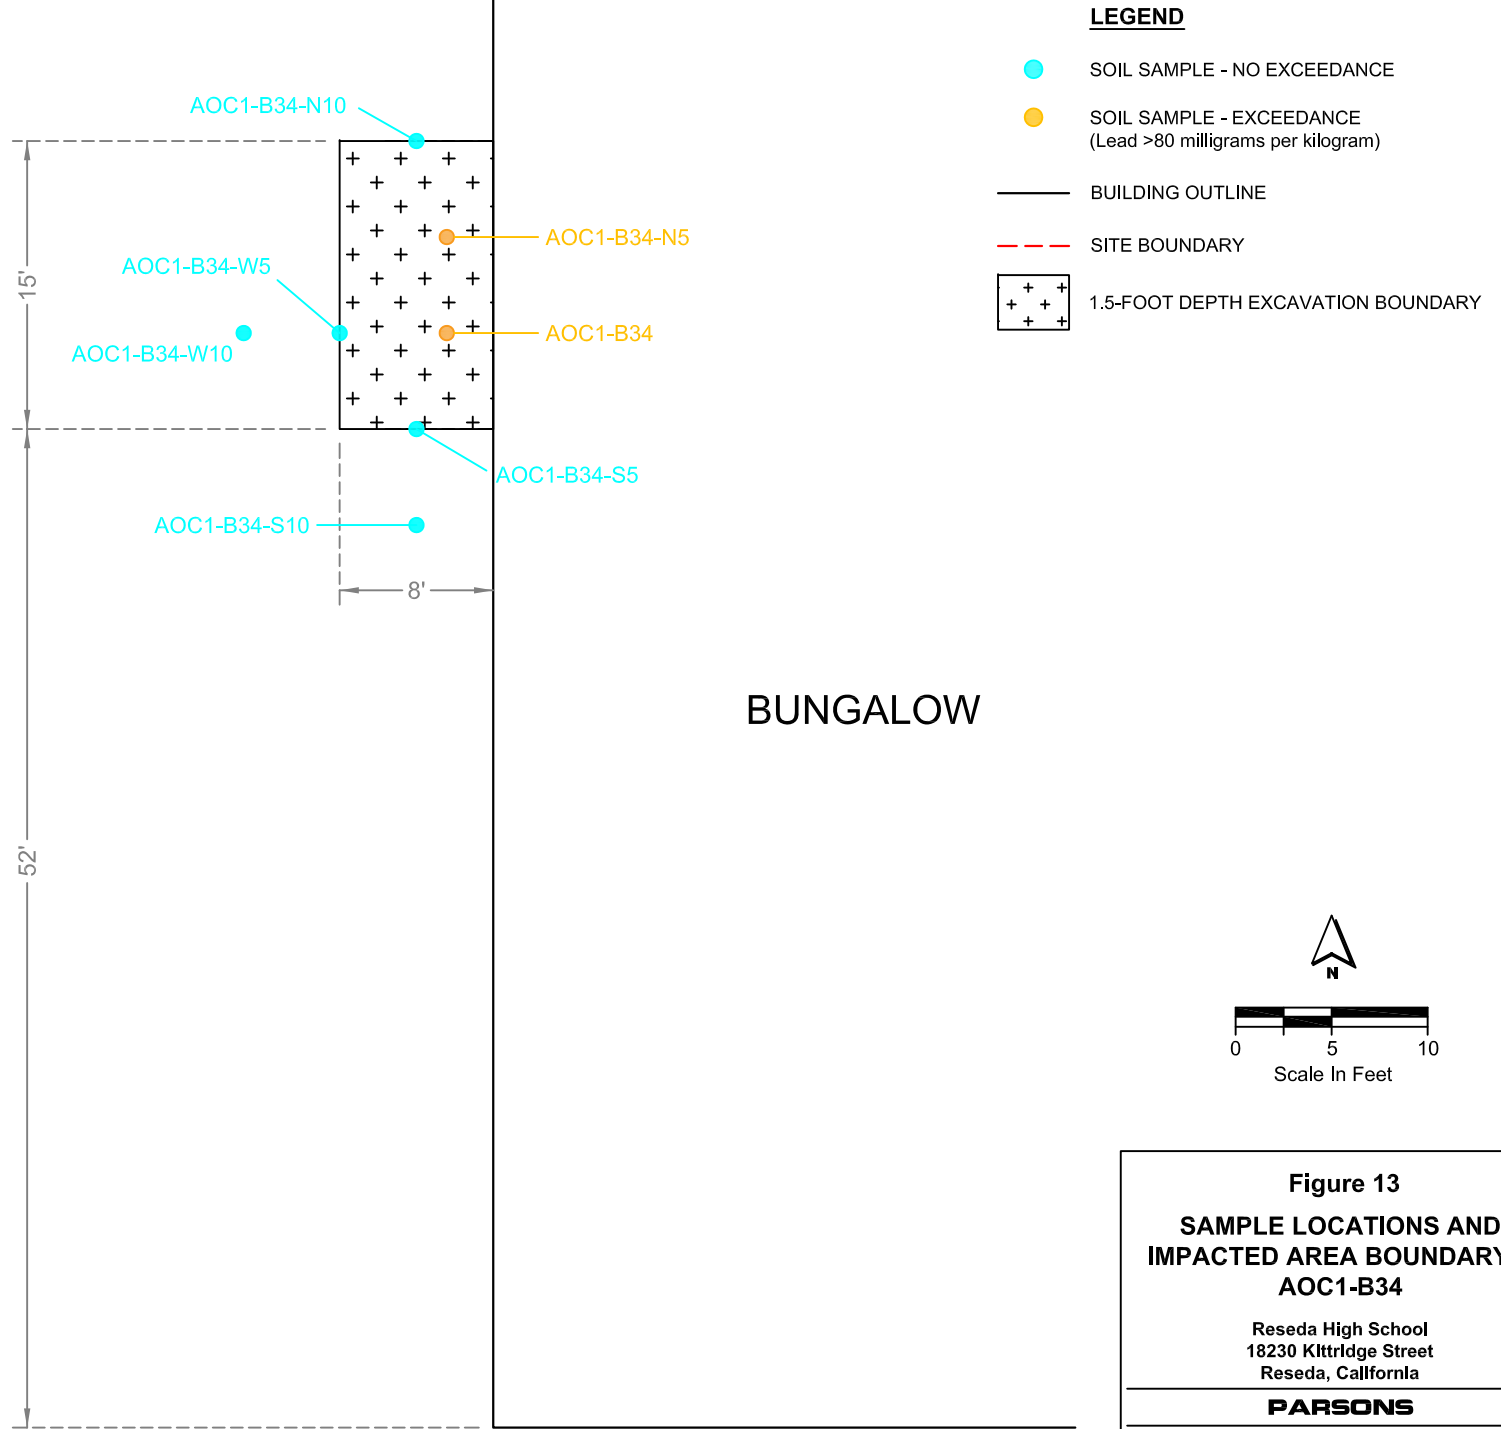 LEGEND
SOIL SAMPLE - NO EXCEEDANCE
SOIL SAMPLE - EXCEEDANCE
(Lead >80 milligrams per kilogram)
BUILDING OUTLINE
SITE BOUNDARY
1.5-FOOT DEPTH EXCAVATION BOUNDARY
AOC1-B34-N10
AOC1-B34-N5
AOC1-B34-W5
15'
AOC1-B34
AOC1-B34-W10
AOC1-B34-S5
AOC1-B34-S10
8'
BUNGALOW
52'
N
0 5 10
Scale In Feet
Figure 13
SAMPLE LOCATIONS AND
IMPACTED AREA BOUNDARY
AOC1-B34
Reseda High School
18230 Kittridge Street
Reseda, California
PARSONS